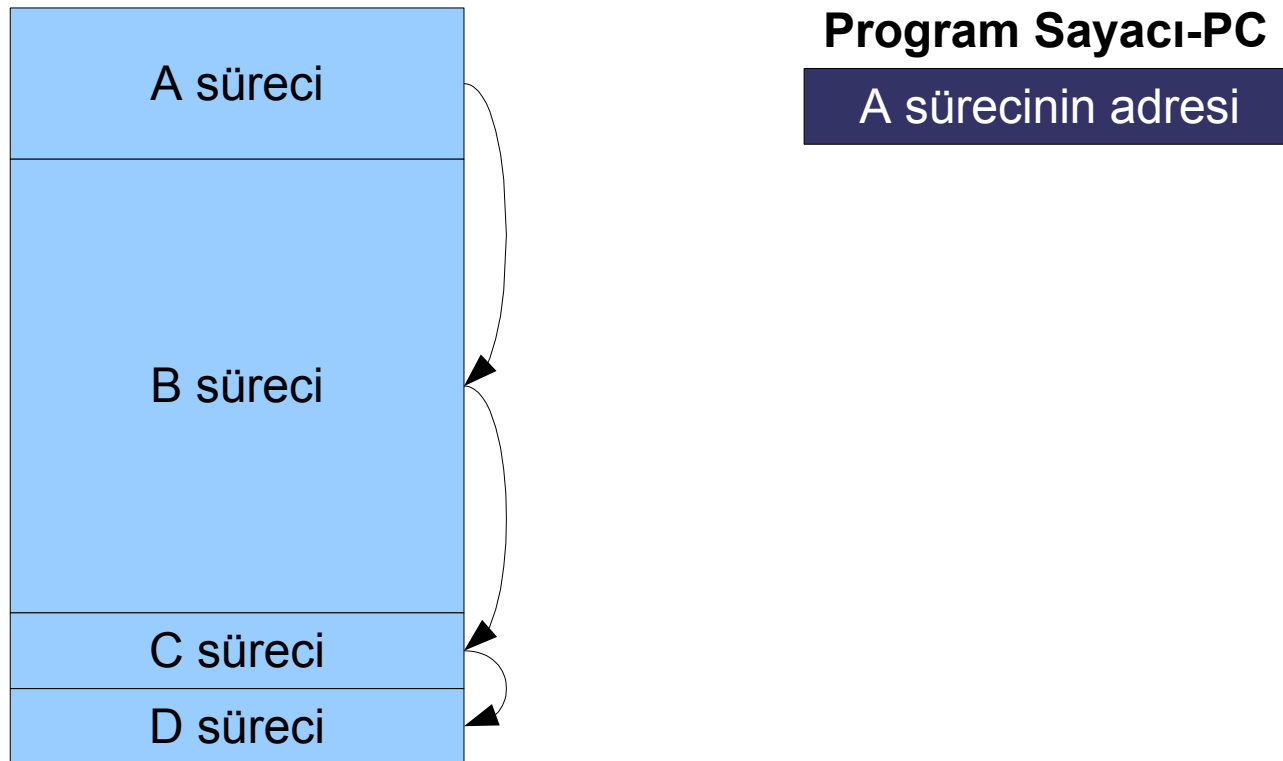 A süreci
B süreci
C süreci
D süreci
Program Sayacı-PC
A sürecinin adresi